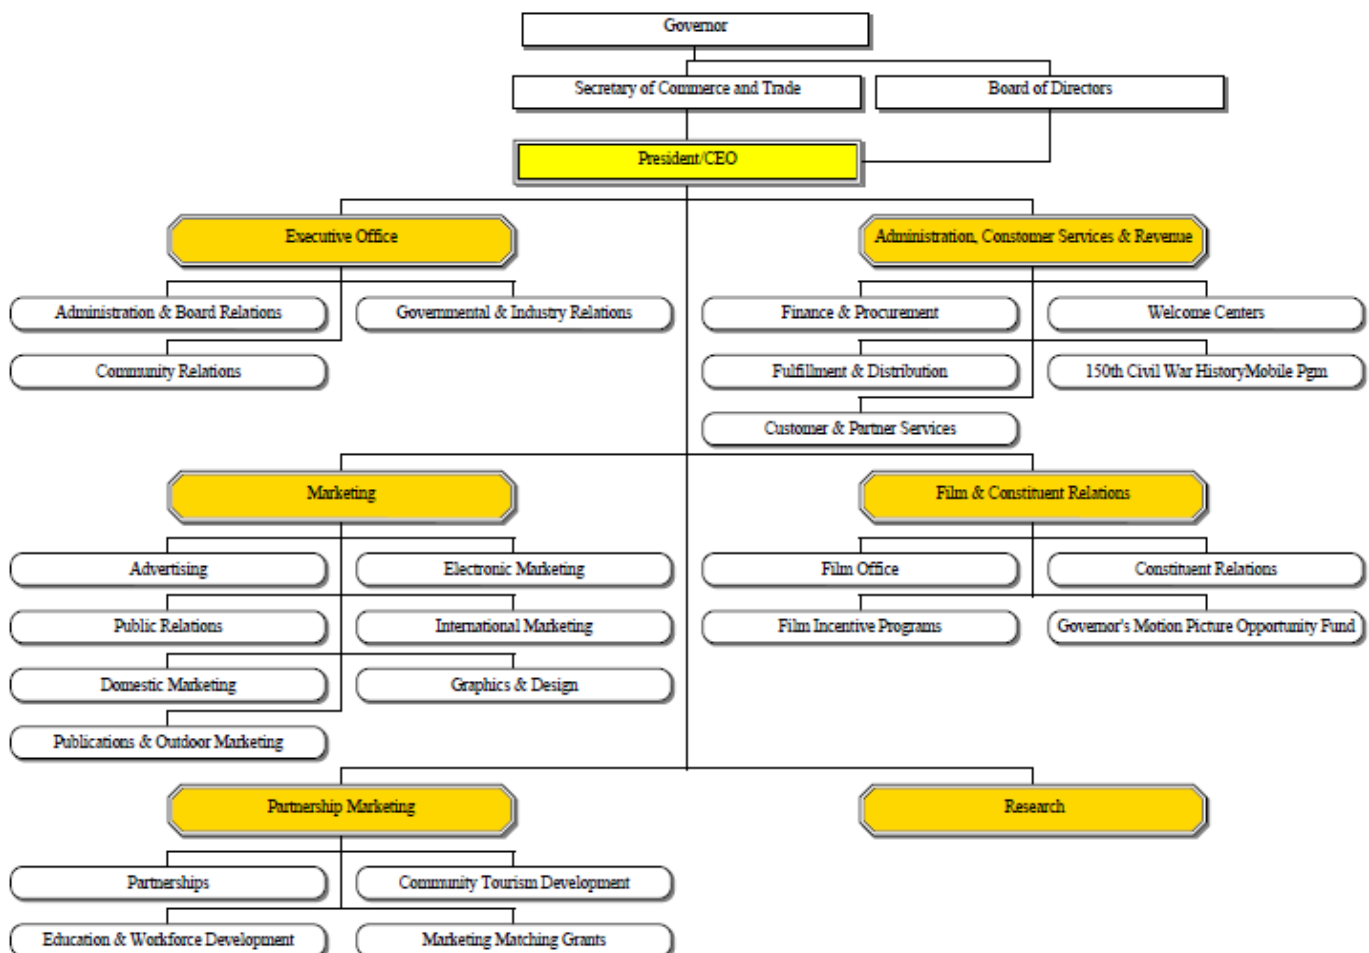 Governor
Secretary of Commerce and Trade
Board of Directors
President/CEO
Executive Office
Administration, Constomer Services & Revenue
Administration & Board Relations
Governmental & Industry Relations
Finance & Procurement
Welcome Centers
Community Relations
Fulfillment & Distribution
150th Civil War HistoryMobile Pgm
Customer & Partner Services
Marketing
Film & Constituent Relations
Advertising
Electronic Marketing
Film Office
Constituent Relations
Public Relations
International Marketing
Film Incentive Programs
Governor's Motion Picture Opportunity Fund
Domestic Marketing
Graphics & Design
Publications & Outdoor Marketing
Partnership Marketing
Research
Partnerships
Community Tourism Development
Education & Workforce Development
Marketing Matching Grants